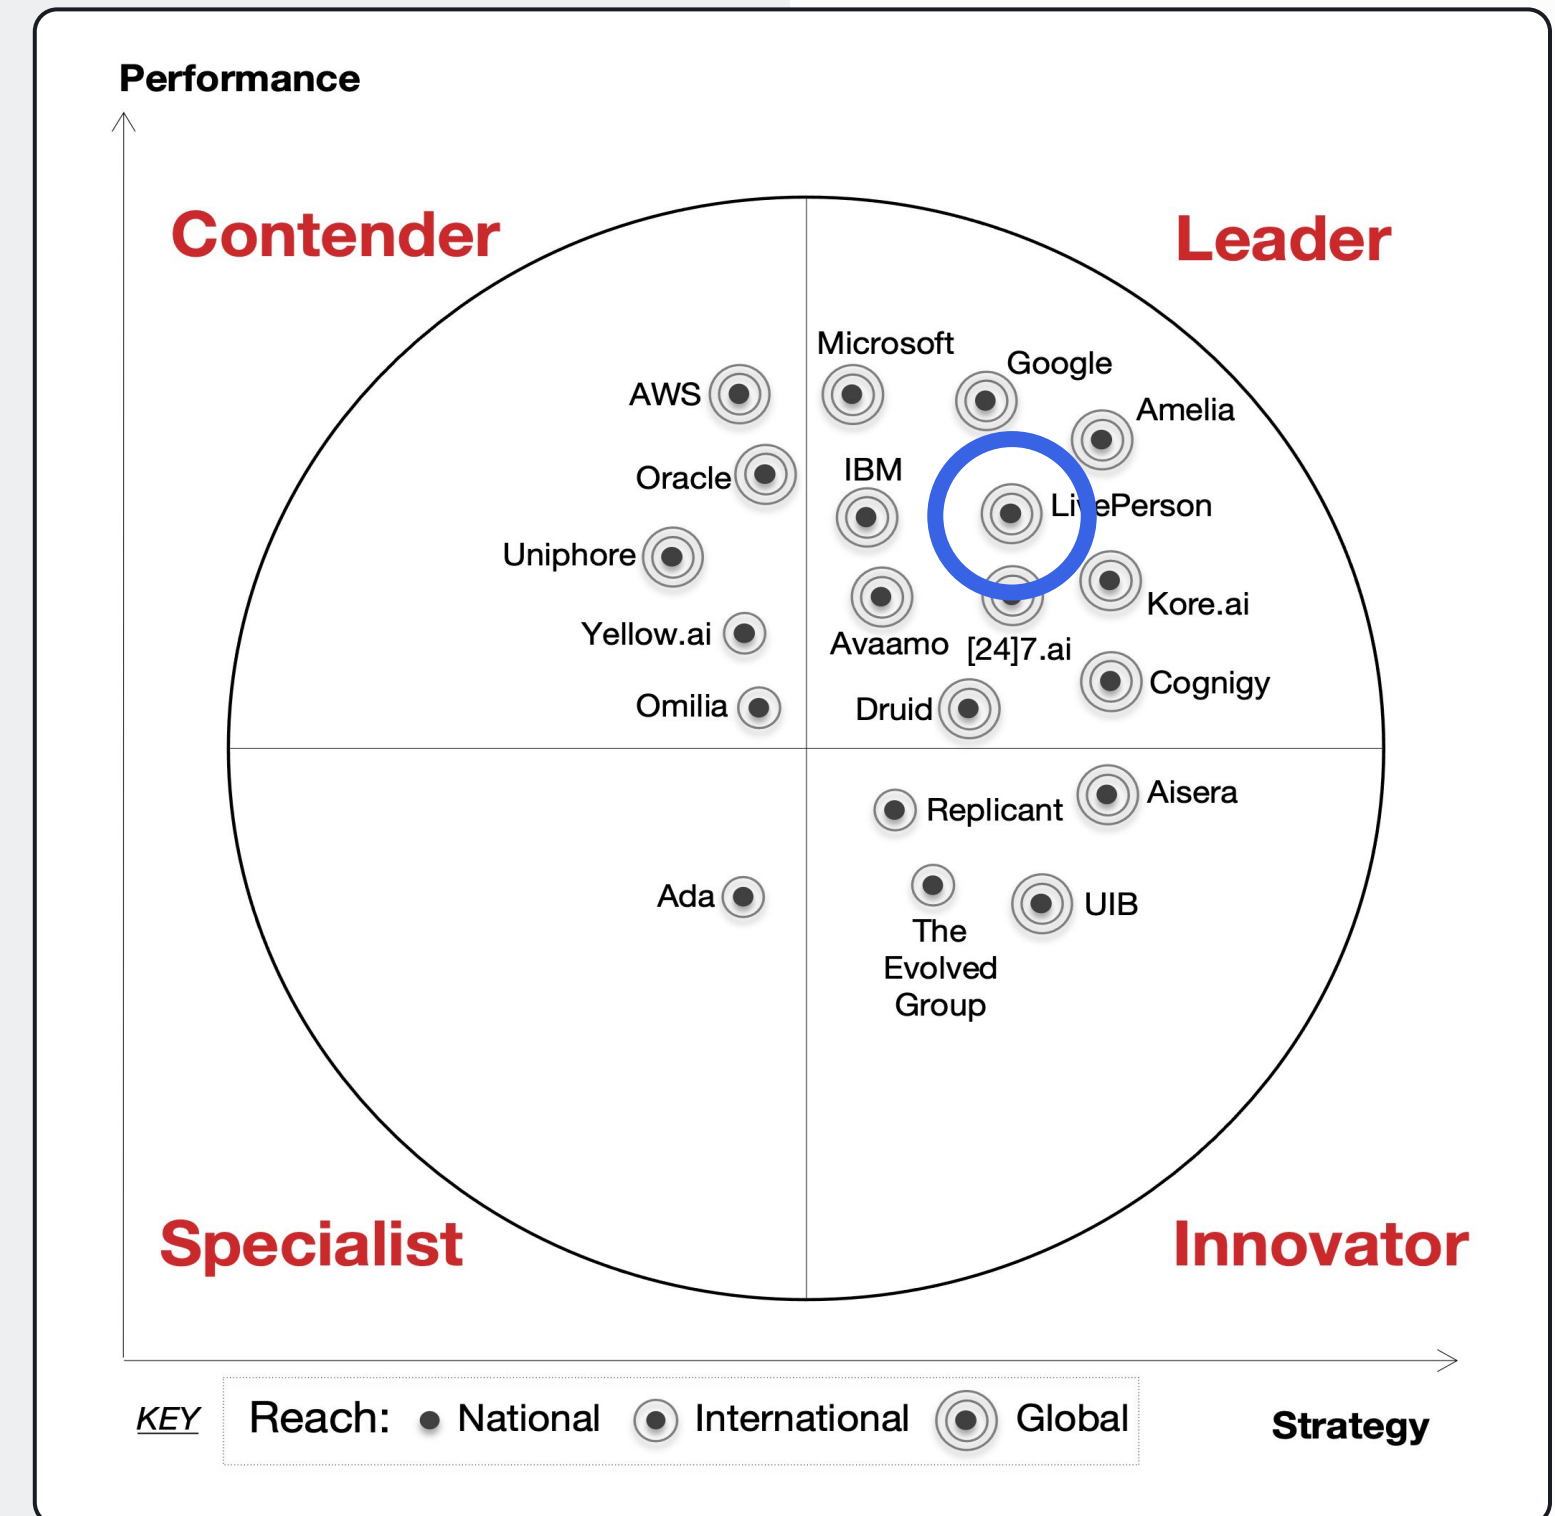 Performance
Contender
Leader
Microsoft
Google
AWS
Amelia
IBM
Oracle
LivePerson
Uniphore
Kore.ai
Yellow.ai
Avaamo
[24]7.ai
Cognigy
Omilia
Druid
Aisera
Replicant
Ada
UIB
The
Evolved
Group
Specialist
Innovator
KEY Reach: National International Global
Strategy